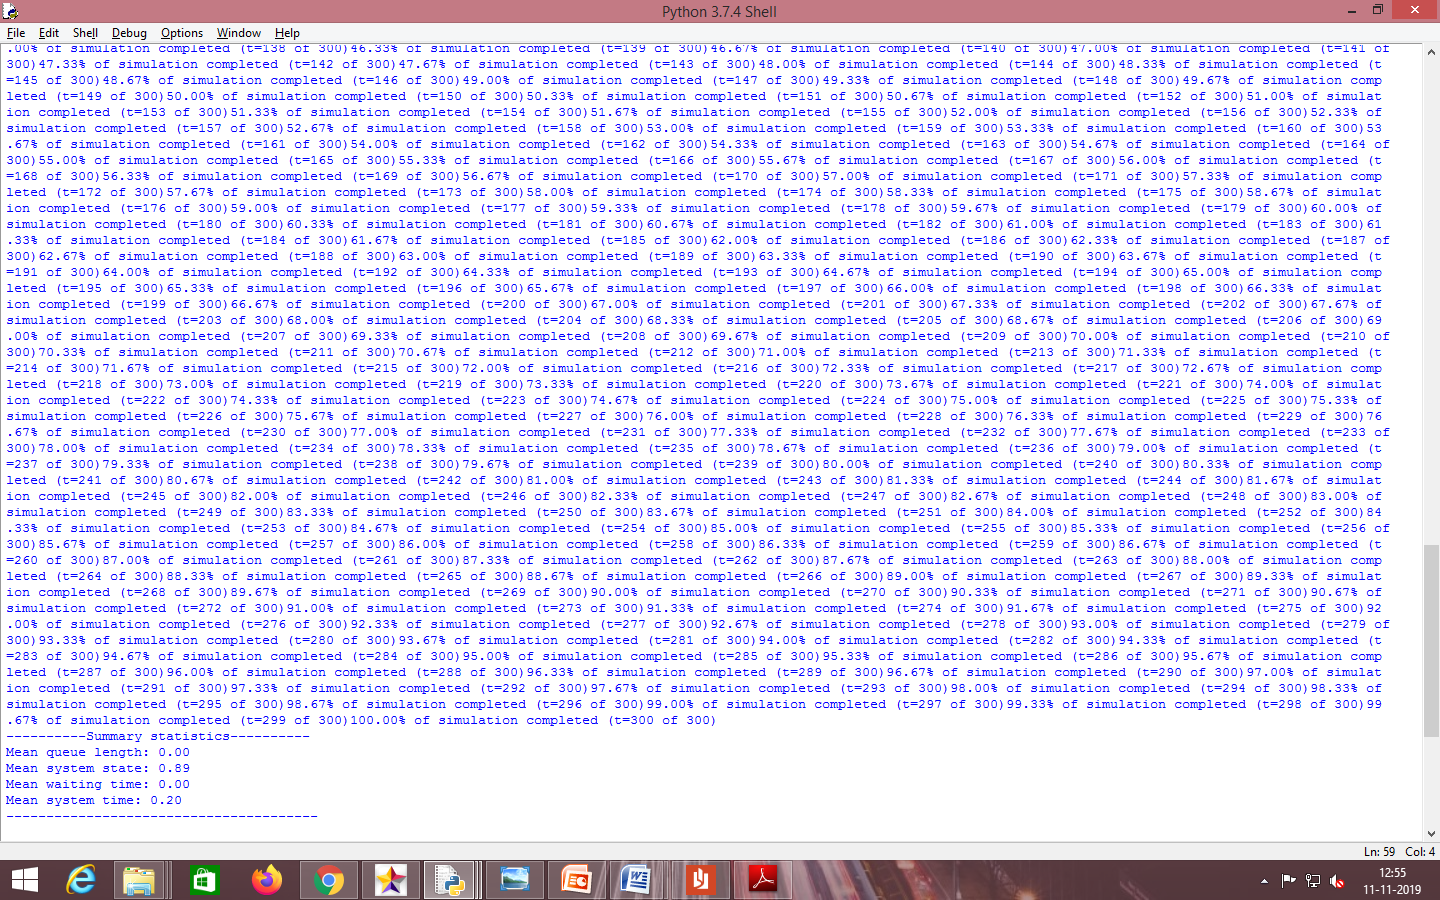 Python 3.7.4 Shell
File Edit Shell Debug Options Window Help
.00% of simulation completed (t=138 of 300)46.33% of simulation completed (t=139 of 300)46.67% of simulation completed (t=140 of 300)47.00% of simulation completed (t=141 of
300)47.33% of simulation completed (t=142 of 300)47.67% of simulation completed (t=143 of 300)48.00% of simulation completed (t=144 of 300)48.33% of simulation completed (t
=145 of 300)48.67% of simulation completed (t=146 of 300)49.00% of simulation completed (t=147 of 300)49.33% of simulation completed (t=148 of 300)49.67% of simulation comp
leted (t=149 of 300)50.00% of simulation completed (t=150 of 300)50.33% of simulation completed (t=151 of 300)50.67% of simulation completed (t=152 of 300)51.00% of simulat
ion completed (t=153 of 300)51.33% of simulation completed (t=154 of 300)51.67% of simulation completed (t=155 of 300)52.00% of simulation completed (t=156 of 300)52.33% of
simulation completed (t=157 of 300)52.67% of simulation completed (t=158 of 300)53.00% of simulation completed (t=159 of 300)53.33% of simulation completed (t=160 of 300)53
.67% of simulation completed (t=161 of 300)54.00% of simulation completed (t=162 of 300)54.33% of simulation completed (t=163 of 300)54.67% of simulation completed (t=164 of
300)55.00% of simulation completed (t=165 of 300)55.33% of simulation completed (t=166 of 300)55.67% of simulation completed (t=167 of 300)56.00% of simulation completed (t
=168 of 300)56.33% of simulation completed (t=169 of 300)56.67% of simulation completed (t=170 of 300)57.00% of simulation completed (t=171 of 300)57.33% of simulation comp
leted (t=172 of 300)57.67% of simulation completed (t=173 of 300)58.00% of simulation completed (t=174 of 300)58.33% of simulation completed (t=175 of 300)58.67% of simulat
ion completed (t=176 of 300)59.00% of simulation completed (t=177 of 300)59.33% of simulation completed (t=178 of 300)59.67% of simulation completed (t=179 of 300)60.00% of
simulation completed (t=180 of 300)60.33% of simulation completed (t=181 of 300)60.67% of simulation completed (t=182 of 300)61.00% of simulation completed (t=183 of 300)61
.33% of simulation completed (t=184 of 300)61.67% of simulation completed (t=185 of 300)62.00% of simulation completed (t=186 of 300)62.33% of simulation completed (t=187 of
300)62.67% of simulation completed (t=188 of 300)63.00% of simulation completed (t=189 of 300)63.33% of simulation completed (t=190 of 300)63.67% of simulation completed (t
=191 of 300)64.00% of simulation completed (t=192 of 300)64.33% of simulation completed (t=193 of 300)64.67% of simulation completed (t=194 of 300)65.00% of simulation comp
leted (t=195 of 300)65.33% of simulation completed (t=196 of 300)65.67% of simulation completed (t=197 of 300)66.00% of simulation completed (t=198 of 300)66.33% of simulat
ion completed (t=199 of 300)66.67% of simulation completed (t=200 of 300)67.00% of simulation completed (t=201 of 300)67.33% of simulation completed (t=202 of 300)67.67% of
simulation completed (t=203 of 300)68.00% of simulation completed (t=204 of 300)68.33% of simulation completed (t=205 of 300)68.67% of simulation completed (t=206 of 300)69
.00% of simulation completed (t=207 of 300)69.33% of simulation completed (t=208 of 300)69.67% of simulation completed (t=209 of 300)70.00% of simulation completed (t=210 of
300)70.33% of simulation completed (t=211 of 300)70.67% of simulation completed (t=212 of 300)71.00% of simulation completed (t=213 of 300)71.33% of simulation completed (t
=214 of 300)71.67% of simulation completed (t=215 of 300)72.00% of simulation completed (t=216 of 300)72.33% of simulation completed (t=217 of 300)72.67% of simulation comp
leted (t=218 of 300)73.00% of simulation completed (t=219 of 300)73.33% of simulation completed (t=220 of 300)73.67% of simulation completed (t=221 of 300)74.00% of simulat
ion completed (t=222 of 300)74.33% of simulation completed (t=223 of 300)74.67% of simulation completed (t=224 of 300)75.00% of simulation completed (t=225 of 300)75.33% of
simulation completed (t=226 of 300)75.67% of simulation completed (t=227 of 300)76.00% of simulation completed (t=228 of 300)76.33% of simulation completed (t=229 of 300)76
.67% of simulation completed (t=230 of 300)77.00% of simulation completed (t=231 of 300)77.33% of simulation completed (t=232 of 300)77.67% of simulation completed (t=233 of
300)78.00% of simulation completed (t=234 of 300)78.33% of simulation completed (t=235 of 300)78.67% of simulation completed (t=236 of 300)79.00% of simulation completed (t
=237 of 300)79.33% of simulation completed (t=238 of 300)79.67% of simulation completed (t=239 of 300)80.00% of simulation completed (t=240 of 300)80.33% of simulation comp
leted (t=241 of 300)80.67% of simulation completed (t=242 of 300)81.00% of simulation completed (t=243 of 300)81.33% of simulation completed (t=244 of 300)81.67% of simulat
ion completed (t=245 of 300)82.00% of simulation completed (t=246 of 300)82.33% of simulation completed (t=247 of 300)82.67% of simulation completed (t=248 of 300)83.00% of
simulation completed (t=249 of 300)83.33% of simulation completed (t=250 of 300)83.67% of simulation completed (t=251 of 300)84.00% of simulation completed (t=252 of 300)84
.33% of simulation completed (t=253 of 300)84.67% of simulation completed (t=254 of 300)85.00% of simulation completed (t=255 of 300)85.33% of simulation completed (t=256 of
300)85.67% of simulation completed (t=257 of 300)86.00% of simulation completed (t=258 of 300)86.33% of simulation completed (t=259 of 300)86.67% of simulation completed (t
=260 of 300)87.00% of simulation completed (t=261 of 300)87.33% of simulation completed (t=262 of 300)87.67% of simulation completed (t=263 of 300)88.00% of simulation comp
leted (t=264 of 300)88.33% of simulation completed (t=265 of 300)88.67% of simulation completed (t=266 of 300)89.00% of simulation completed (t=267 of 300)89.33% of simulat
ion completed (t=268 of 300)89.67% of simulation completed (t=269 of 300)90.00% of simulation completed (t=270 of 300)90.33% of simulation completed (t=271 of 300)90.67% of
simulation completed (t=272 of 300)91.00% of simulation completed (t=273 of 300)91.33% of simulation completed (t=274 of 300)91.67% of simulation completed (t=275 of 300)92
.00% of simulation completed (t=276 of 300)92.33% of simulation completed (t=277 of 300)92.67% of simulation completed (t=278 of 300)93.00% of simulation completed (t=279 of
300)93.33% of simulation completed (t=280 of 300)93.67% of simulation completed (t=281 of 300)94.00% of simulation completed (t=282 of 300)94.33% of simulation completed (t
=283 of 300)94.67% of simulation completed (t=284 of 300)95.00% of simulation completed (t=285 of 300)95.33% of simulation completed (t=286 of 300)95.67% of simulation comp
leted (t=287 of 300)96.00% of simulation completed (t=288 of 300)96.33% of simulation completed (t=289 of 300)96.67% of simulation completed (t=290 of 300)97.00% of simulat
ion completed (t=291 of 300)97.33% of simulation completed (t=292 of 300)97.67% of simulation completed (t=293 of 300)98.00% of simulation completed (t=294 of 300)98.33% of
simulation completed (t=295 of 300)98.67% of simulation completed (t=296 of 300)99.00% of simulation completed (t=297 of 300)99.33% of simulation completed (t=298 of 300)99
.67% of simulation completed (t=299 of 300)100.00% of simulation completed (t=300 of 300)
----------Summary statistics----------
Mean queue length: 0.00
Mean system state: 0.89
Mean waiting time: 0.00
Mean system time: 0.20
---------------------------------------
Ln: 59 Col: 4
12:55
11-11-2019